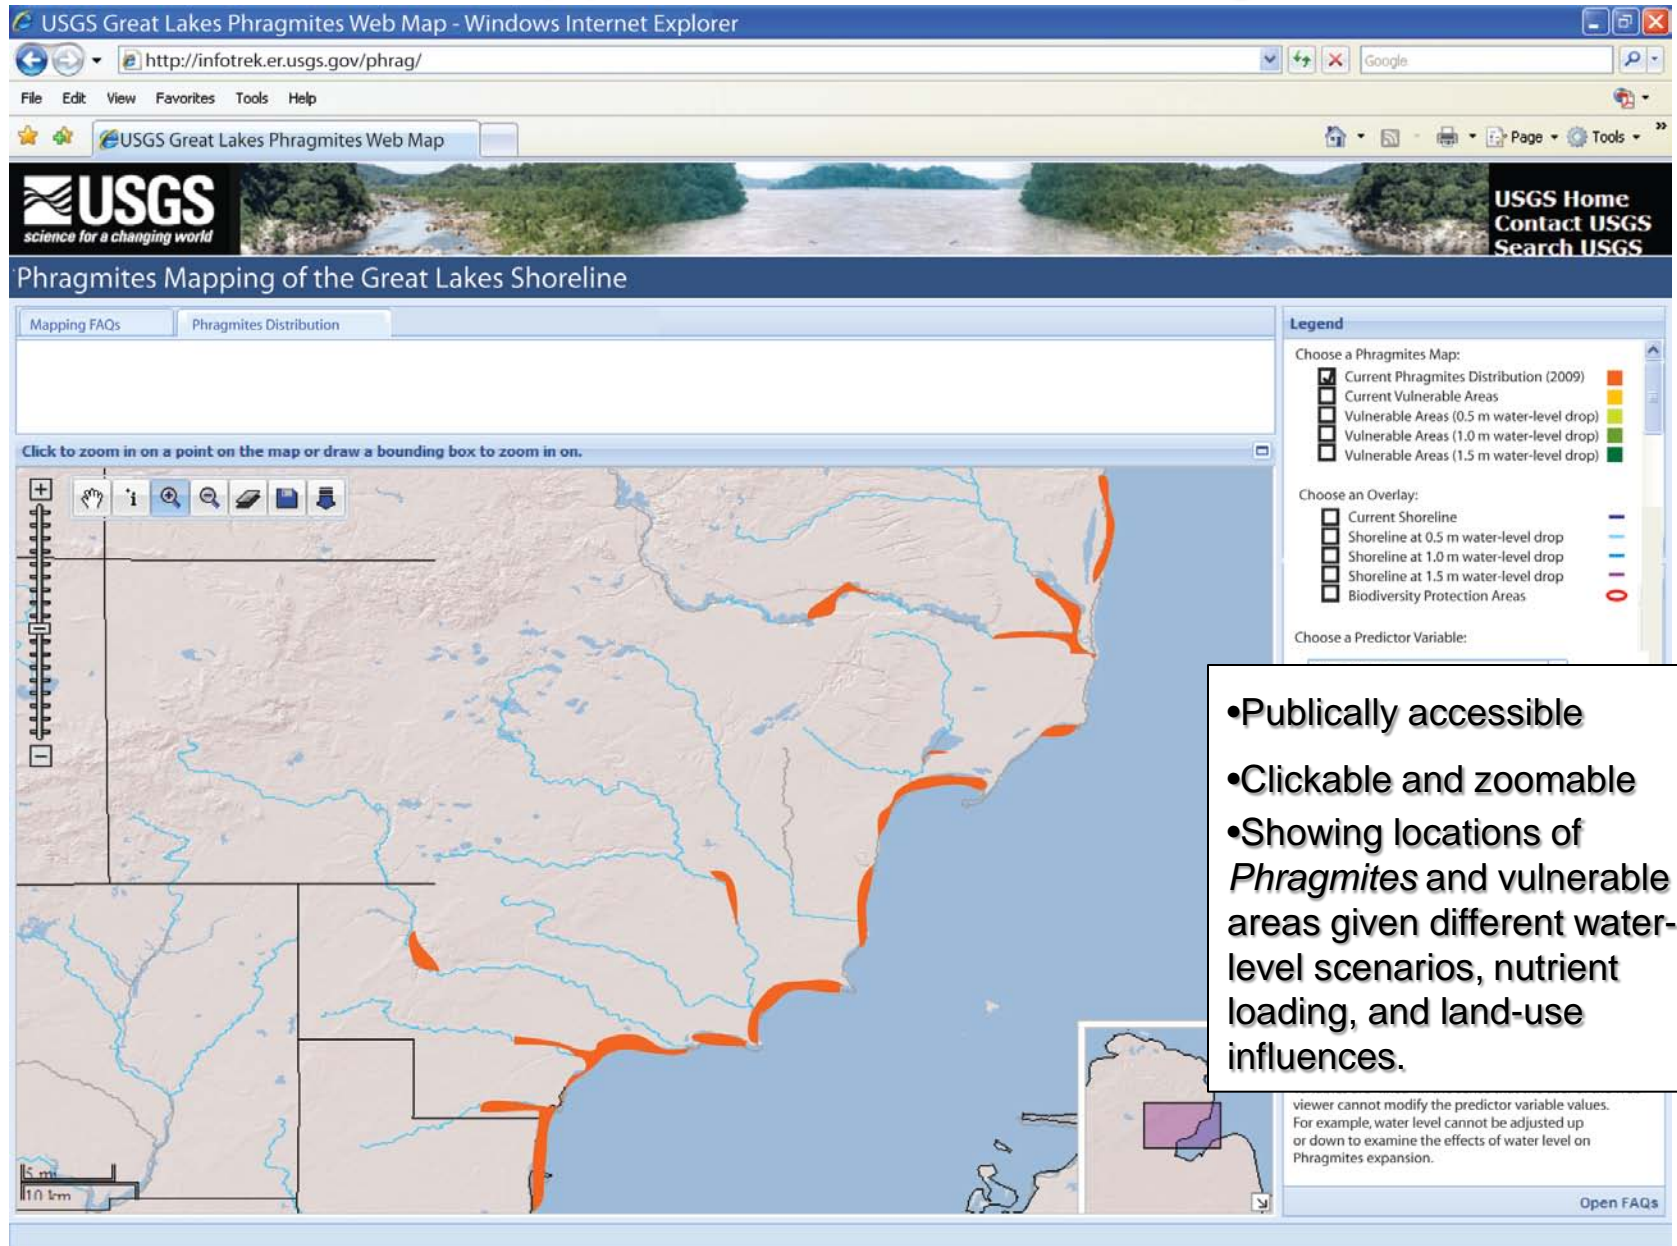 USGS Great Lakes Phragmites Web Map - Windows Internet Explorer
http://infotrek.er.usgs.gov/phrag/
Google
File Edit View Favorites Tools Help
USGS Great Lakes Phragmites Web Map
Page
Tools
USGS
science for a changing world
USGS Home
Contact USGS
Search USGS
Phragmites Mapping of the Great Lakes Shoreline
Mapping FAQs
Phragmites Distribution
Click to zoom in on a point on the map or draw a bounding box to zoom in on.
Legend
Choose a Phragmites Map:
Current Phragmites Distribution (2009)
Current Vulnerable Areas
Vulnerable Areas (0.5 m water-level drop)
Vulnerable Areas (1.0 m water-level drop)
Vulnerable Areas (1.5 m water-level drop)
Choose an Overlay:
Current Shoreline
Shoreline at 0.5 m water-level drop
Shoreline at 1.0 m water-level drop
Shoreline at 1.5 m water-level drop
Biodiversity Protection Areas
Choose a Predictor Variable:
•Publically accessible
•Clickable and zoomable
•Showing locations of
Phragmites and vulnerable
areas given different water-
level scenarios, nutrient
loading, and land-use
influences.
viewer cannot modify the predictor variable values.
For example, water level cannot be adjusted up
or down to examine the effects of water level on
Phragmites expansion.
Open FAQs
5 mi
10 km